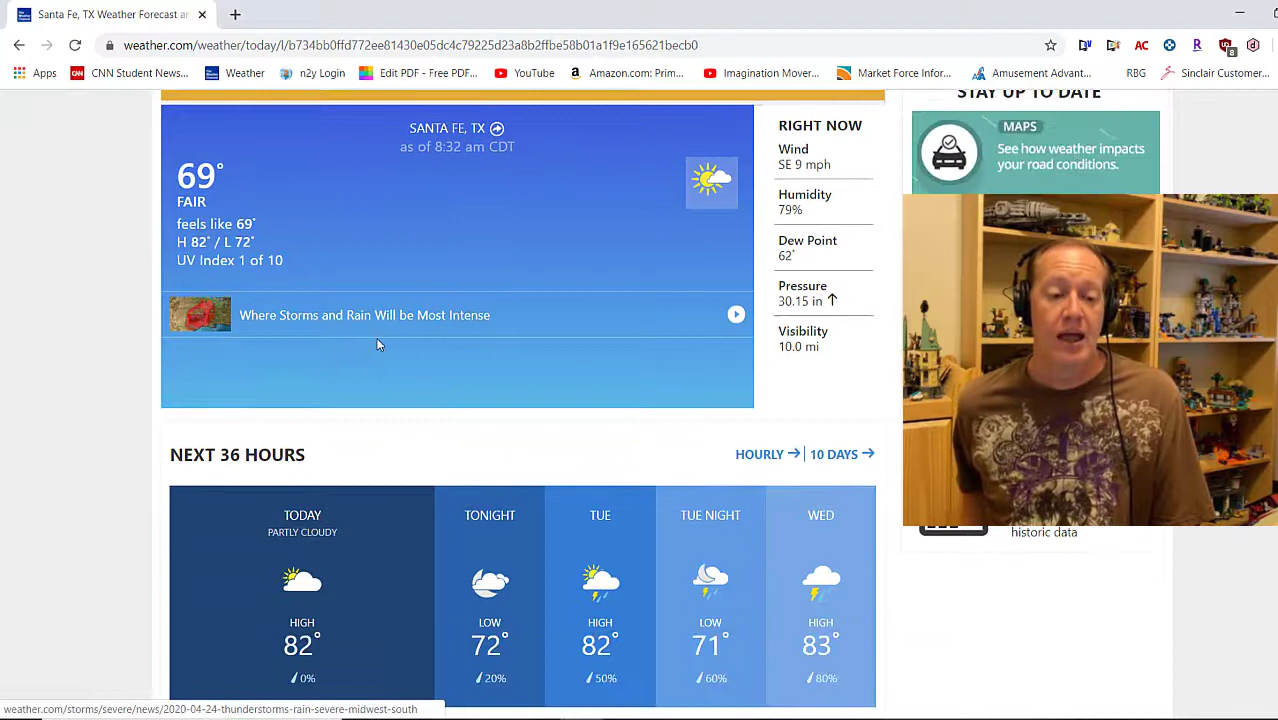 Santa Fe, TX Weather Forecast ar
weather.com/weather/today/l/b734bb0ffd772ee81430e05dc4c79225d23a0b2ffbe58b01a1f9e165621becb0
Apps CNN Student News... Weather n2y Login Edit PDF - Free PDF... YouTube Amazon.com: Prim... Imagination Mover... Market Force Infor... Amusement Advant... RBG Sinclair Customer...
SANTA FE, TX
as of 8:32 am CDT
69°
FAIR
feels like 69°
H 82° / L 72°
UV Index 1 of 10
Where Storms and Rain Will be Most Intense
RIGHT NOW
Wind
SE 9 mph
Humidity
79%
Dew Point
62°
Pressure
30.15 in
Visibility
10.0 mi
STAY UP TO DATE
MAPS
See how weather impacts
your road conditions.
historic data
NEXT 36 HOURS
HOURLY → | 10 DAYS →
TODAY
PARTLY CLOUDY
HIGH
82°
0%
TONIGHT
LOW
72°
20%
TUE
HIGH
82°
50%
TUE NIGHT
LOW
71°
60%
WED
HIGH
83°
80%
weather.com/storms/severe/news/2020-04-24-thunderstorms-rain-severe-midwest-south